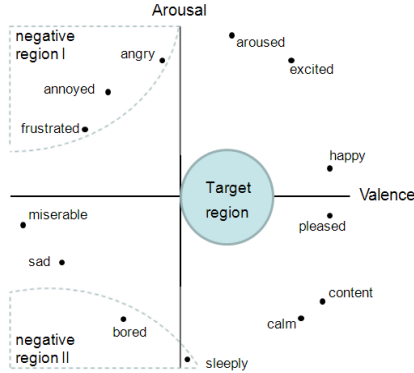 Arousal
negative
region I
angry
aroused
excited
annoyed
frustrated
happy
Target
region
Valence
miserable
pleased
sad
content
calm
bored
negative
region II
sleeply